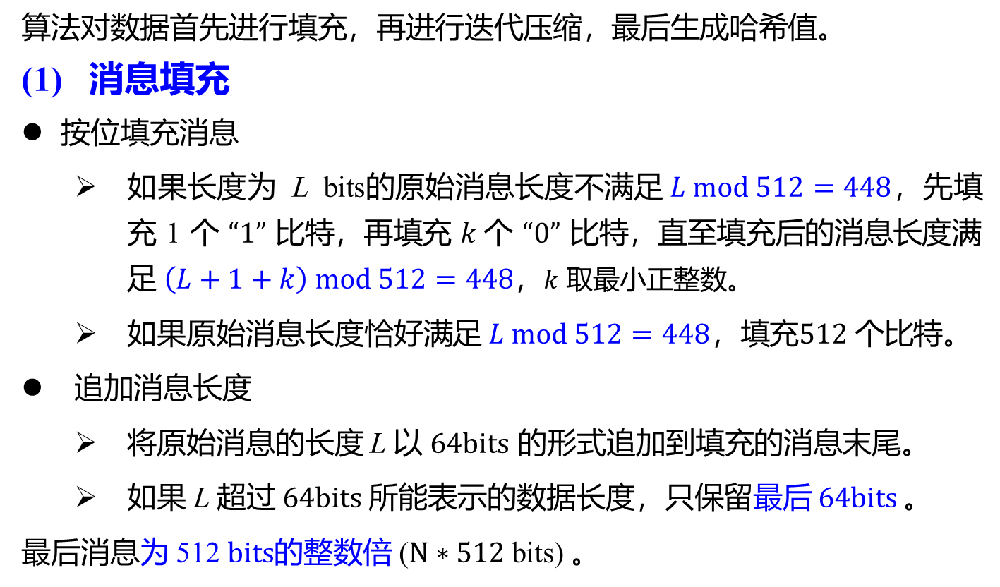 算法对数据首先进行填充，再进行迭代压缩，最后生成哈希值。
(1) 消息填充
● 按位填充消息
➢ 如果长度为 L bits的原始消息长度不满足 L mod 512 = 448，先填
充 1 个 “1” 比特，再填充 k 个 “0” 比特，直至填充后的消息长度满
足 (L + 1 + k) mod 512 = 448，k 取最小正整数。
➢ 如果原始消息长度恰好满足 L mod 512 = 448，填充512 个比特。
● 追加消息长度
➢ 将原始消息的长度 L 以 64bits 的形式追加到填充的消息末尾。
➢ 如果 L 超过 64bits 所能表示的数据长度，只保留最后 64bits 。
最后消息为 512 bits的整数倍 (N ∗ 512 bits) 。